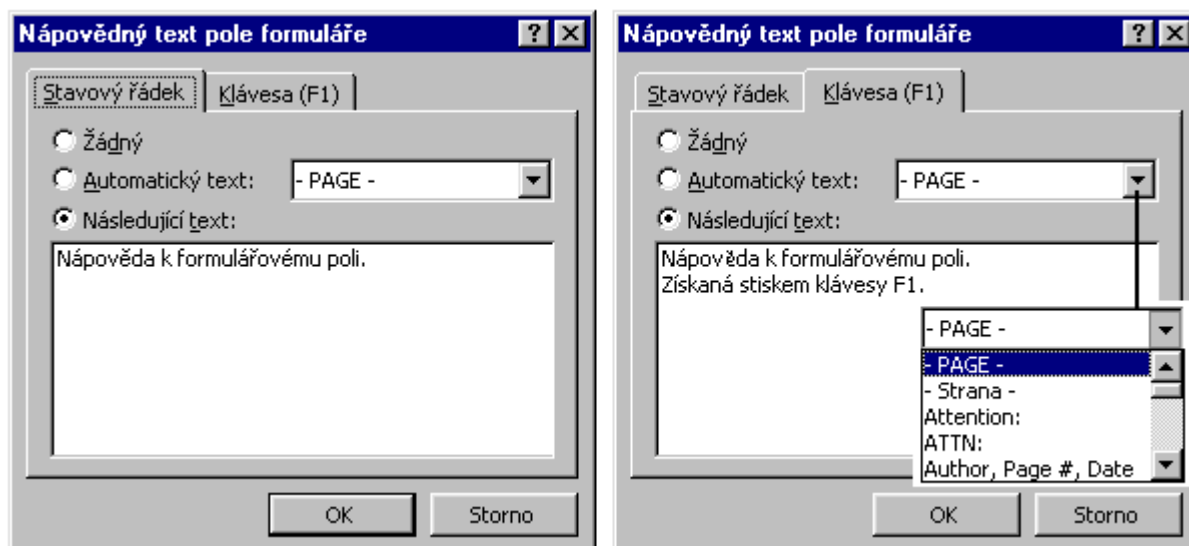 Nápovědný text pole formuláře
Stavový řádek Klávesa (F1)
Žádný
Automatický text: - PAGE -
Následující text:
Nápověda k formulářovému poli.
OK Storno
Nápovědný text pole formuláře
Stavový řádek Klávesa (F1)
Žádný
Automatický text: - PAGE -
Následující text:
Nápověda k formulářovému poli.
Získaná stiskem klávesy F1.
- PAGE -
- PAGE -
- Strana -
Attention:
ATTN:
Author, Page #, Date
OK Storno